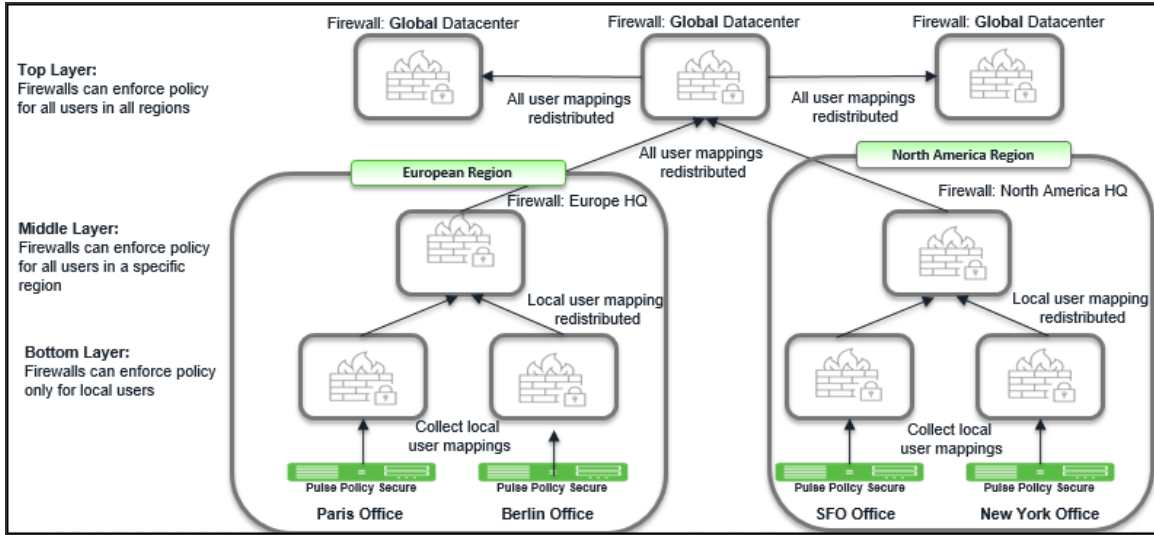 Firewall: Global Datacenter
Firewall: Global Datacenter
Firewall: Global Datacenter
Top Layer:
Firewalls can enforce policy
for all users in all regions
All user mappings
redistributed
All user mappings
redistributed
All user mappings
redistributed
European Region
North America Region
Firewall: Europe HQ
Firewall: North America HQ
Middle Layer:
Firewalls can enforce policy
for all users in a specific
region
Local user mapping
redistributed
Local user mapping
redistributed
Bottom Layer:
Firewalls can enforce policy
only for local users
Collect local
user mappings
Collect local
user mappings
Pulse Policy Secure
Pulse Policy Secure
Pulse Policy Secure
Pulse Policy Secure
Paris Office
Berlin Office
SFO Office
New York Office